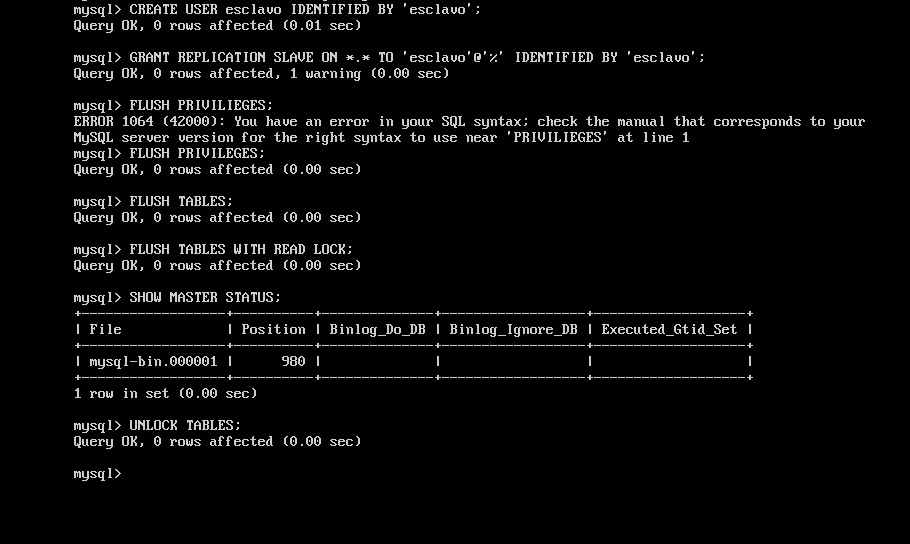 mysql> CREATE USER esclavo IDENTIFIED BY 'esclavo';
Query OK, 0 rows affected (0.01 sec)
mysql> GRANT REPLICATION SLAVE ON *.* TO 'esclavo'@'%' IDENTIFIED BY 'esclavo';
Query OK, 0 rows affected, 1 warning (0.00 sec)
mysql> FLUSH PRIVILIEGES;
ERROR 1064 (42000): You have an error in your SQL syntax; check the manual that corresponds to your
MySQL server version for the right syntax to use near 'PRIVILIEGES' at line 1
mysql> FLUSH PRIVILEGES;
Query OK, 0 rows affected (0.00 sec)
mysql> FLUSH TABLES;
Query OK, 0 rows affected (0.00 sec)
mysql> FLUSH TABLES WITH READ LOCK;
Query OK, 0 rows affected (0.00 sec)
mysql> SHOW MASTER STATUS;
+------------------+----------+--------------+------------------+-------------------+
| File             | Position | Binlog_Do_DB | Binlog_Ignore_DB | Executed_Gtid_Set |
+------------------+----------+--------------+------------------+-------------------+
| mysql-bin.000001 |      980 |              |                  |                   |
+------------------+----------+--------------+------------------+-------------------+
1 row in set (0.00 sec)
mysql> UNLOCK TABLES;
Query OK, 0 rows affected (0.00 sec)
mysql>